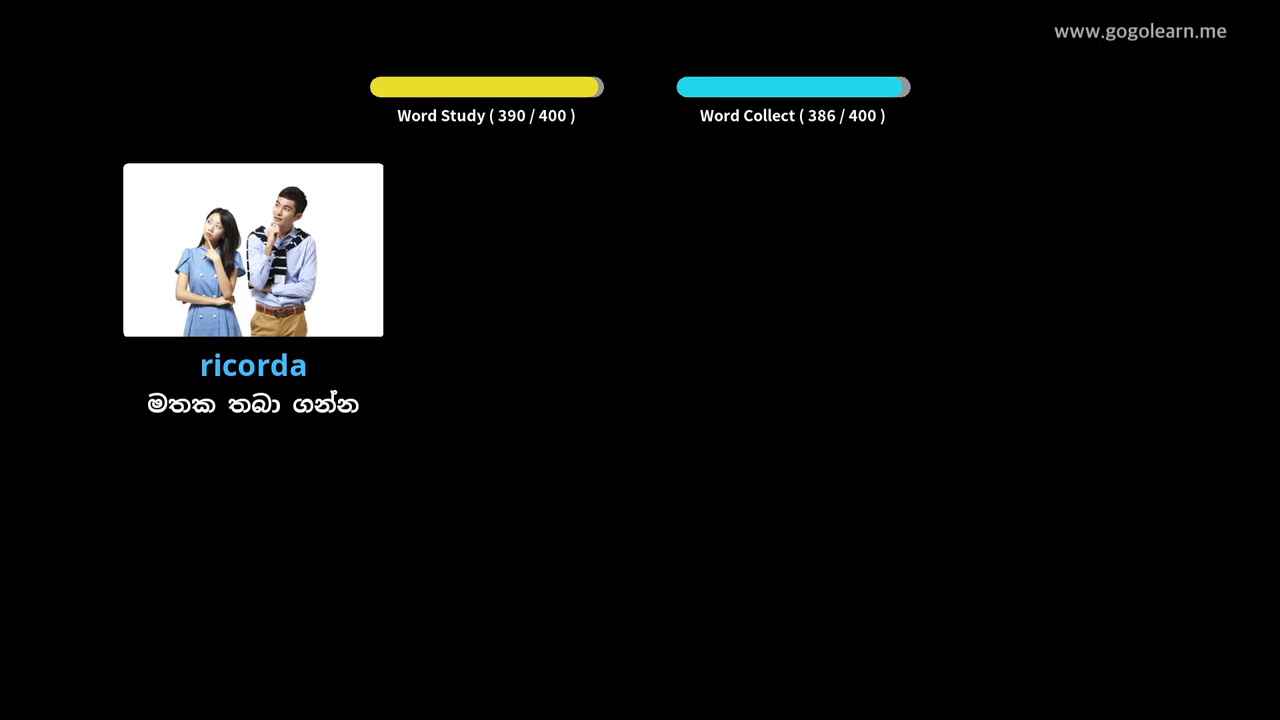 www.gogolearn.me
Word Study ( 390 / 400 )
Word Collect ( 386 / 400 )
ricorda
මතක තබා ගන්න